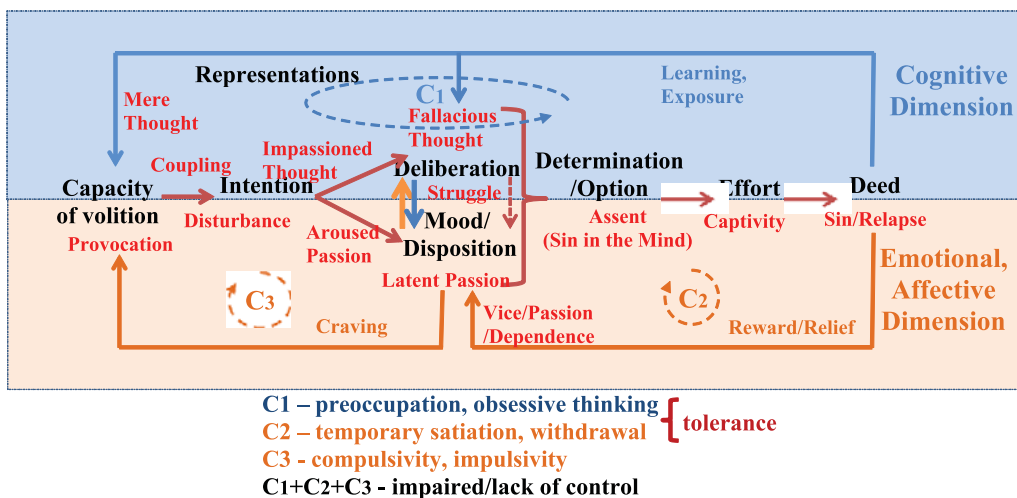 Representations
C1
Learning,
Exposure
Cognitive
Dimension
Mere
Thought
Fallacious
Thought
Coupling
Impassioned
Thought
Deliberation
Determination
/Option
Capacity
of volition
Intention
Struggle
Effort
Deed
Provocation
Disturbance
Aroused
Passion
Mood/
Disposition
Assent
(Sin in the Mind)
Captivity
Sin/Relapse
Latent Passion
Emotional,
Affective
Dimension
C3
C2
Craving
Vice/Passion
/Dependence
Reward/Relief
C1 – preoccupation, obsessive thinking
C2 – temporary satiation, withdrawal
tolerance
C3 - compulsivity, impulsivity
C1+C2+C3 - impaired/lack of control